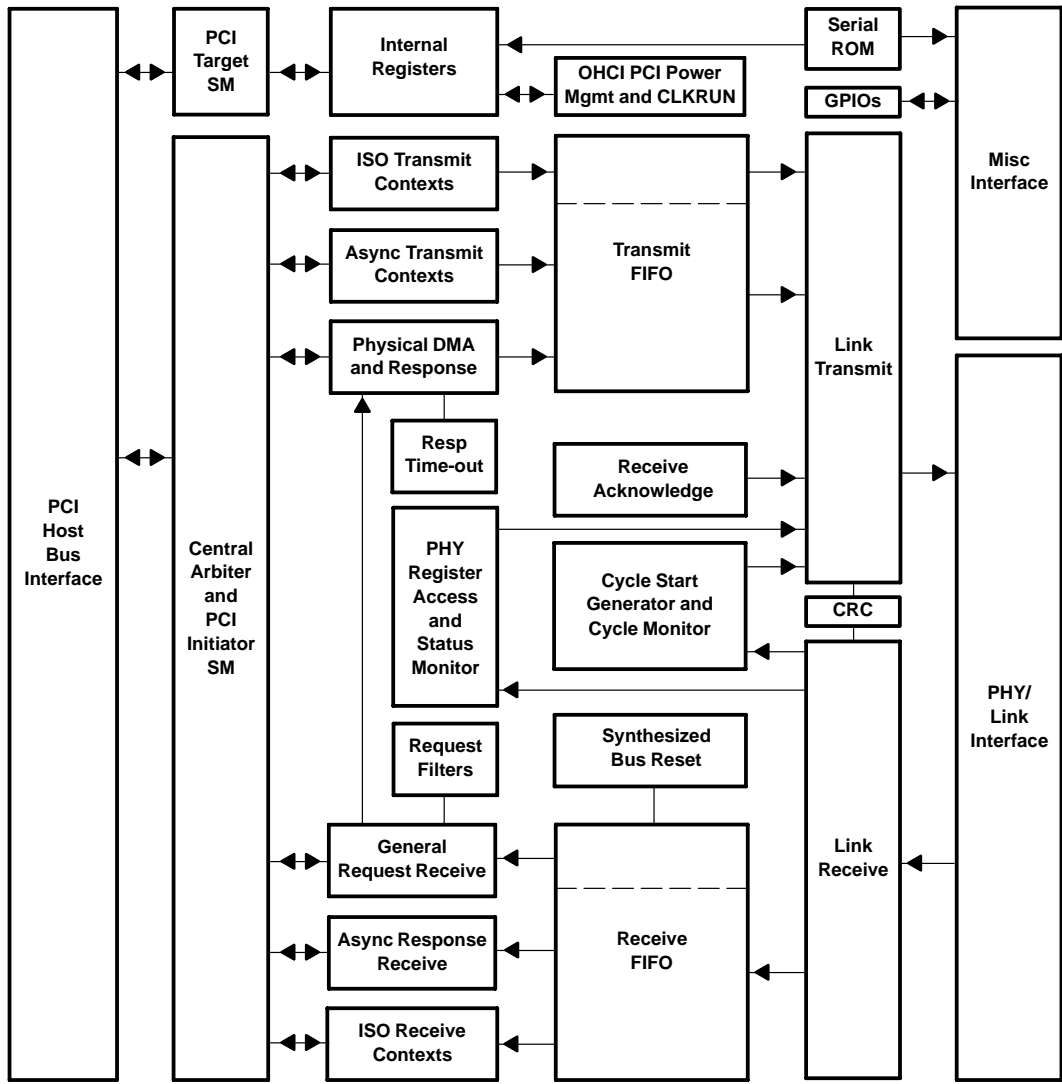 PCI
Target
SM
Internal
Registers
Serial
ROM
OHCI PCI Power
Mgmt and CLKRUN
GPIOs
Misc
Interface
ISO Transmit
Contexts
Async Transmit
Contexts
Transmit
FIFO
Physical DMA
and Response
Link
Transmit
Resp
Time-out
Receive
Acknowledge
PCI
Host
Bus
Interface
Central
Arbiter
and
PCI
Initiator
SM
PHY
Register
Access
and
Status
Monitor
Cycle Start
Generator and
Cycle Monitor
CRC
PHY/
Link
Interface
Request
Filters
Synthesized
Bus Reset
General
Request Receive
Link
Receive
Async Response
Receive
Receive
FIFO
ISO Receive
Contexts